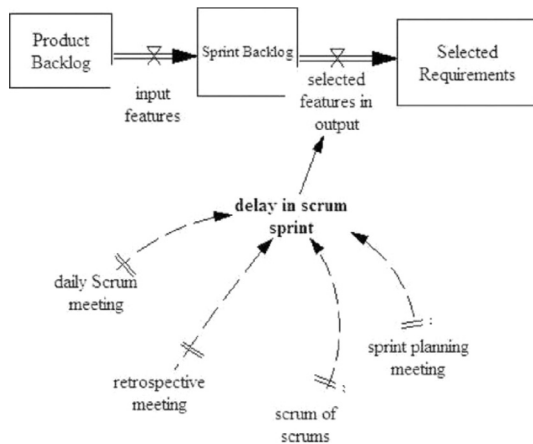 Product
Backlog
Sprint Backlog
Selected
Requirements
input
features
selected
features in
output
delay in scrum
sprint
daily Scrum
meeting
retrospective
meeting
scrum of
scrums
sprint planning
meeting